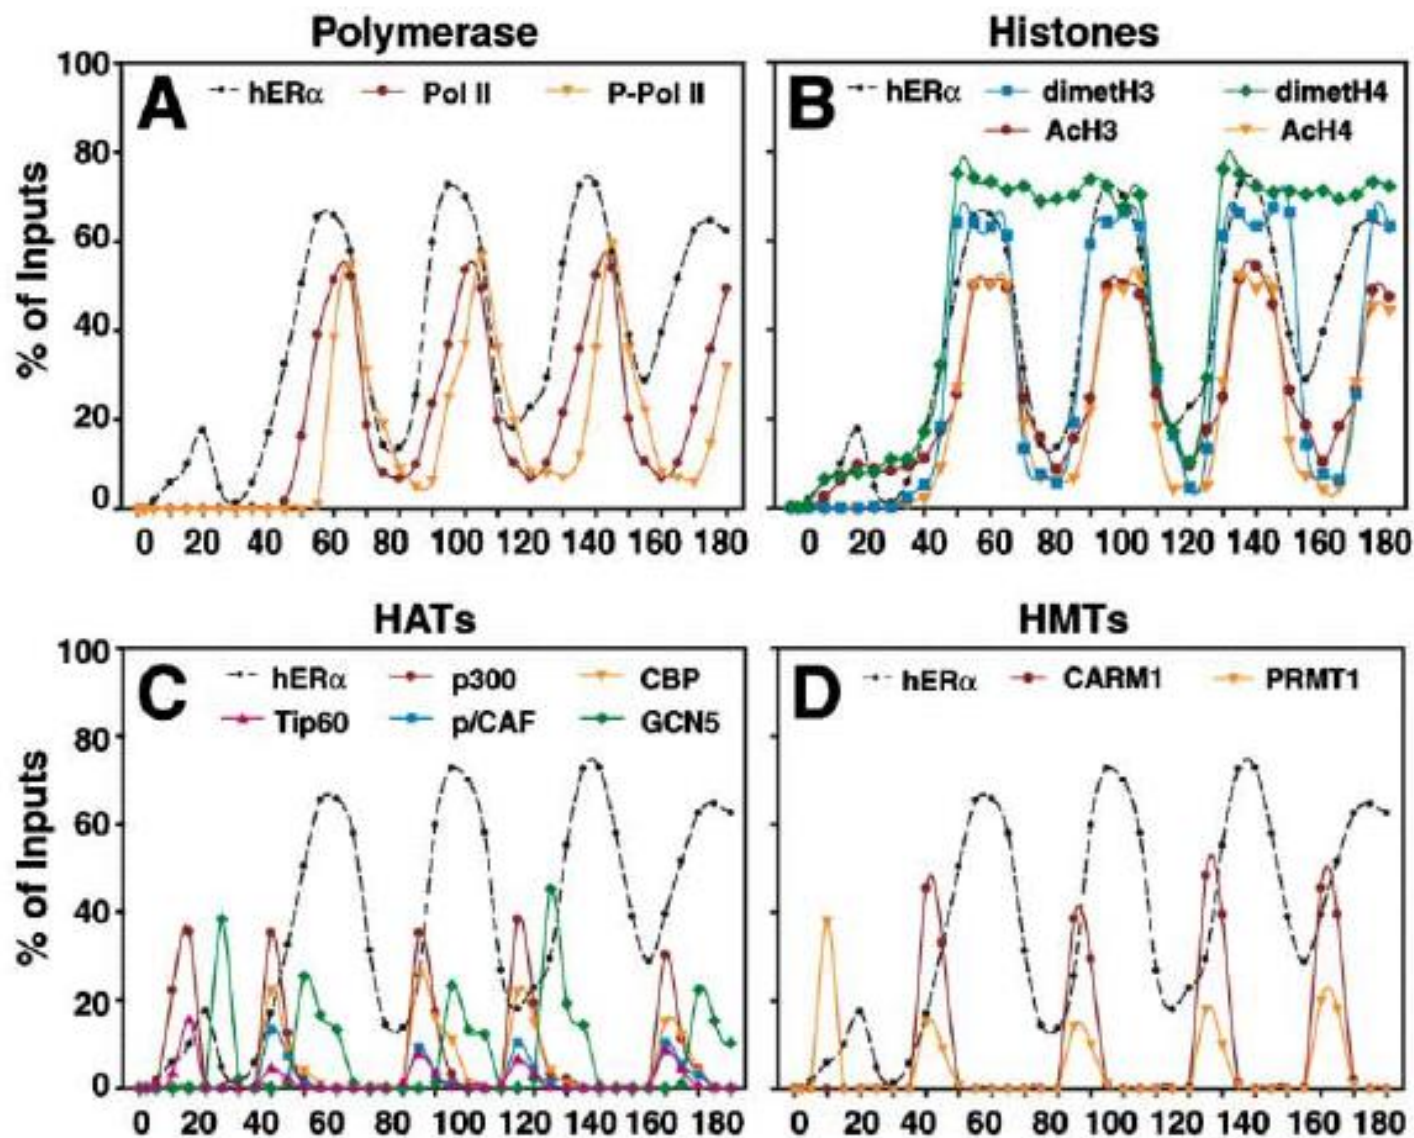 Polymerase
A
hERα Pol II P-Pol II
% of Inputs
100
80
60
40
20
0
0 20 40 60 80 100 120 140 160 180
Histones
B
hERα dimetH3 dimetH4
AcH3 AcH4
0 20 40 60 80 100 120 140 160 180
HATs
C
hERα p300 CBP
Tip60 p/CAF GCN5
% of Inputs
100
80
60
40
20
0
0 20 40 60 80 100 120 140 160 180
HMTs
D
hERα CARM1 PRMT1
0 20 40 60 80 100 120 140 160 180